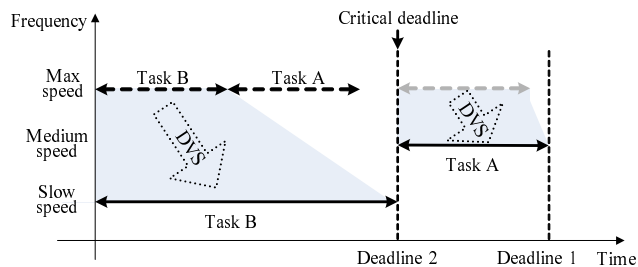 Critical deadline
Frequency
Max
speed
Task B
Task A
DVS
DVS
Medium
speed
Task A
Slow
speed
Task B
Deadline 2
Deadline 1
Time